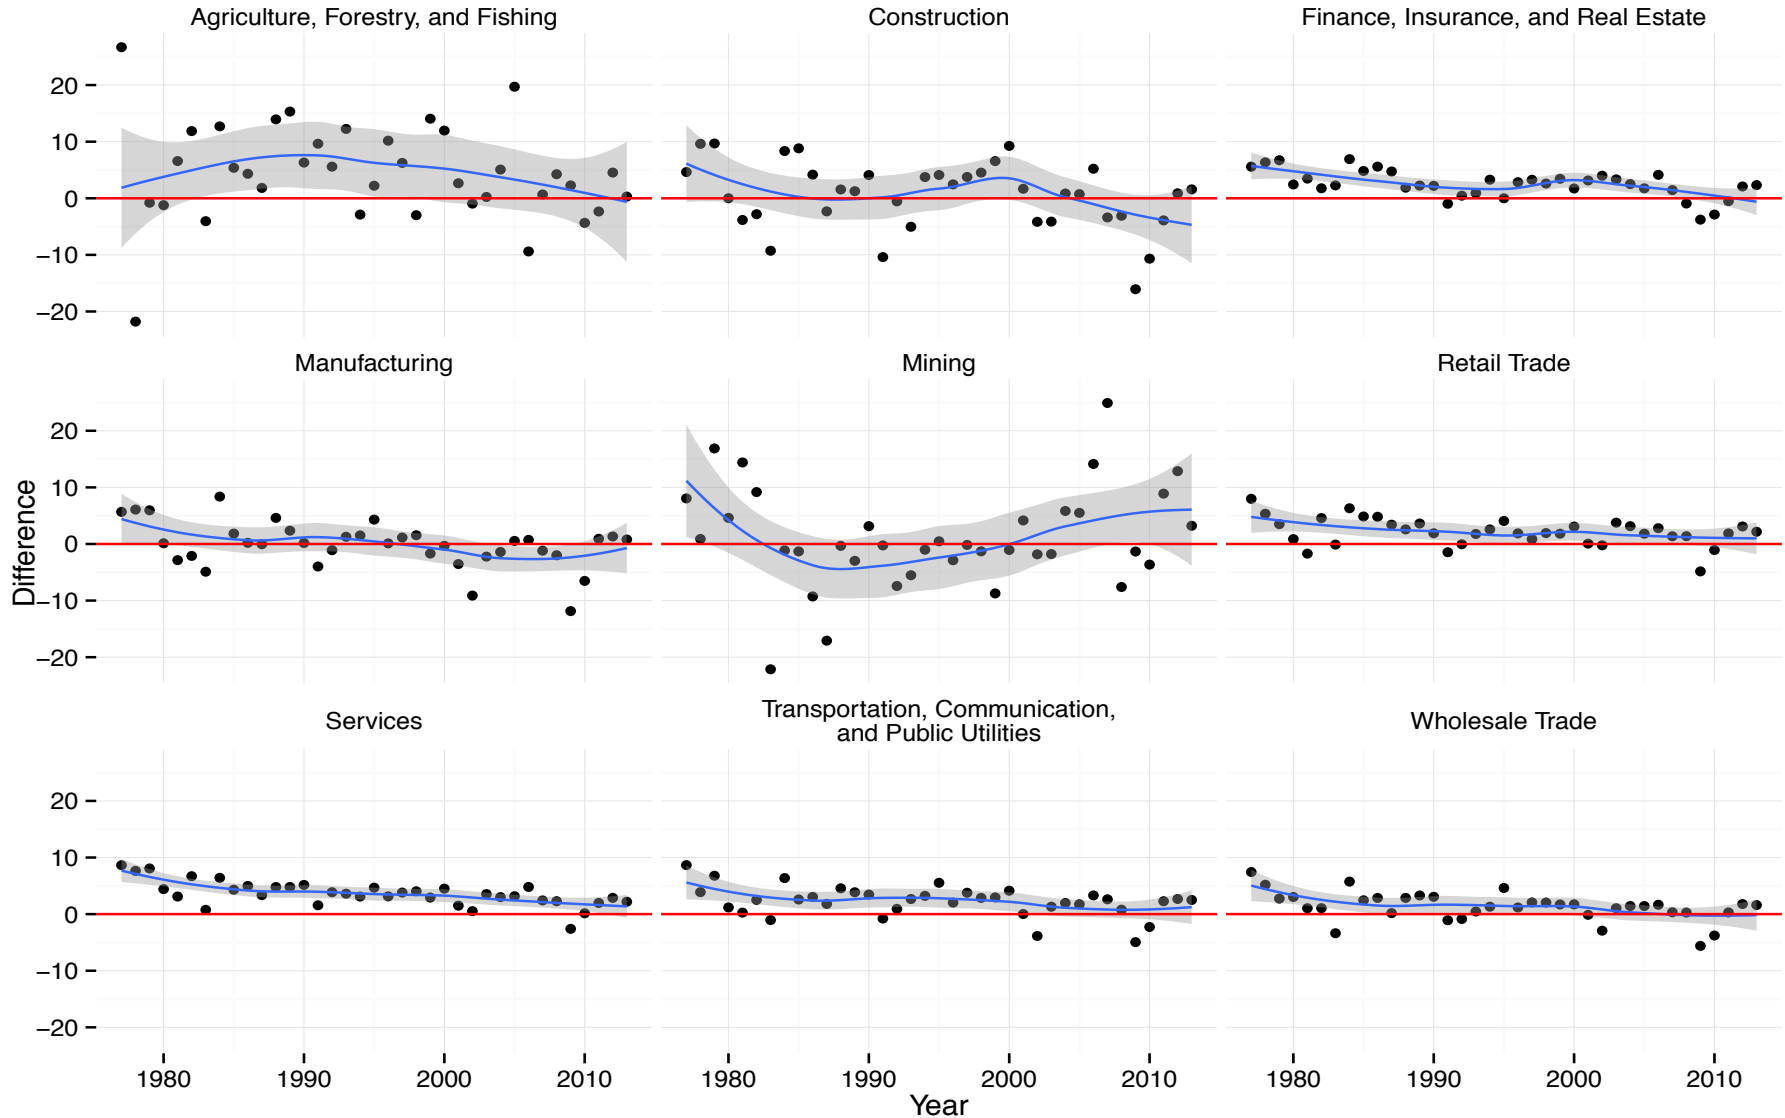 Agriculture, Forestry, and Fishing
Construction
Finance, Insurance, and Real Estate
20
10
0
−10
−20
Manufacturing
Mining
Retail Trade
20
10
0
−10
−20
Difference
Services
Transportation, Communication,
and Public Utilities
Wholesale Trade
20
10
0
−10
−20
1980 1990 2000 2010
1980 1990 2000 2010
1980 1990 2000 2010
Year